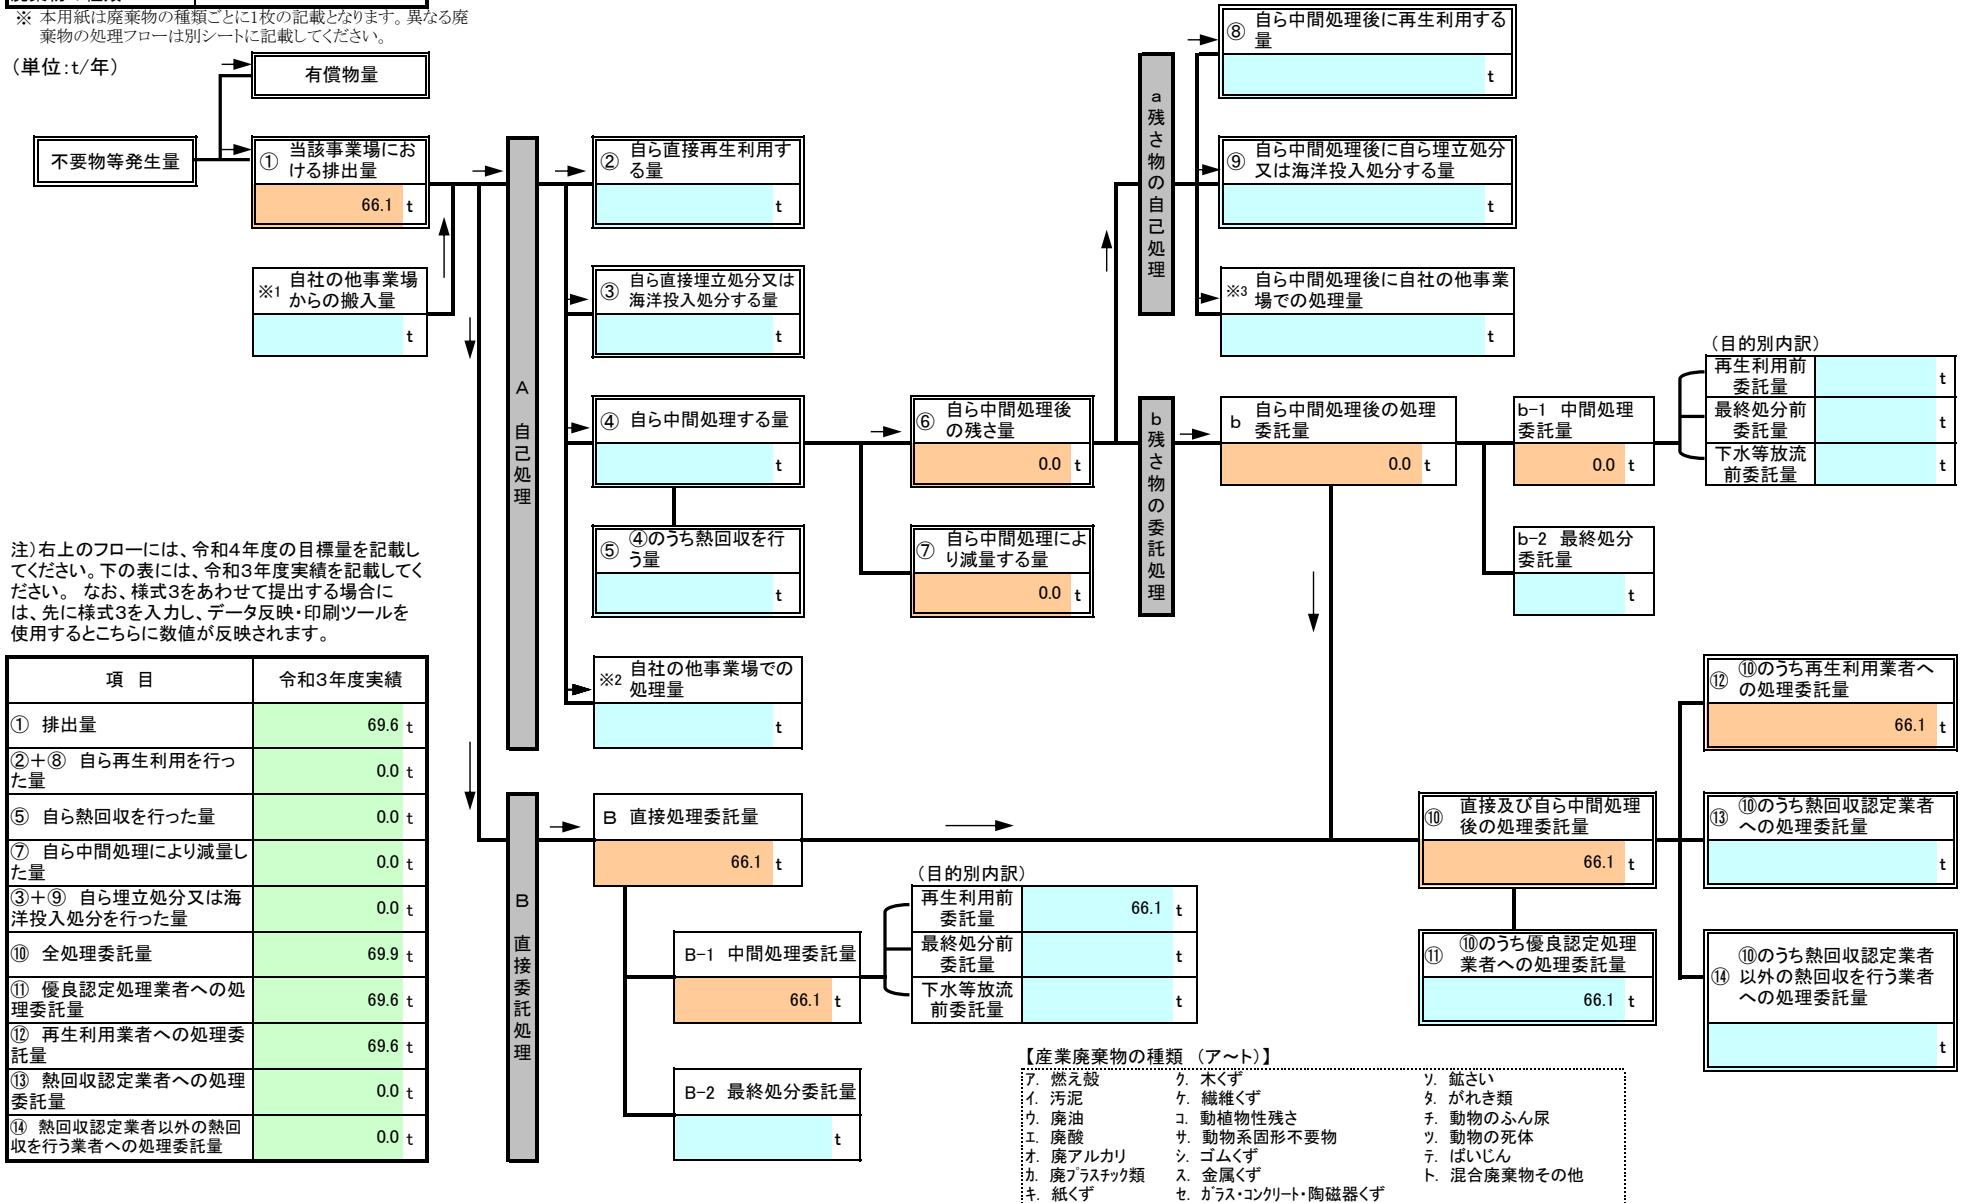 ※ 本用紙は廃棄物の種類ごとに1枚の記載となります。異なる廃
棄物の処理フローは別シートに記載してください。
(単位:t/年)
有償物量
不要物等発生量
① 当該事業場にお
ける排出量
66.1 t
※1 自社の他事業場
からの搬入量
t
A 自己処理
② 自ら直接再生利用す
る量
t
③ 自ら直接埋立処分又は
海洋投入処分する量
t
④ 自ら中間処理する量
t
⑤ ④のうち熱回収を行
う量
t
※2 自社の他事業場での
処理量
t
⑥ 自ら中間処理後
の残さ量
0.0 t
⑦ 自ら中間処理によ
り減量する量
0.0 t
a 残さ物の自己処理
⑧ 自ら中間処理後に再生利用する
量
t
⑨ 自ら中間処理後に自ら埋立処分
又は海洋投入処分する量
t
※3 自ら中間処理後に自社の他事業
場での処理量
t
b 残さ物の委託処理
b 自ら中間処理後の処理
委託量
0.0 t
b-1 中間処理
委託量
0.0 t
(目的別内訳)
再生利用前
委託量
t
最終処分前
委託量
t
下水等放流
前委託量
t
b-2 最終処分
委託量
t
注)右上のフローには、令和4年度の目標量を記載し
てください。下の表には、令和3年度実績を記載してく
ださい。 なお、様式3をあわせて提出する場合に
は、先に様式3を入力し、データ反映・印刷ツールを
使用するとこちらに数値が反映されます。
項 目 令和3年度実績
① 排出量 69.6 t
②+⑧ 自ら再生利用を行っ
た量 0.0 t
⑤ 自ら熱回収を行った量 0.0 t
⑦ 自ら中間処理により減量し
た量 0.0 t
③+⑨ 自ら埋立処分又は海
洋投入処分を行った量 0.0 t
⑩ 全処理委託量 69.9 t
⑪ 優良認定処理業者への処
理委託量 69.6 t
⑫ 再生利用業者への処理委
託量 69.6 t
⑬ 熱回収認定業者への処理
委託量 0.0 t
⑭ 熱回収認定業者以外の熱回
収を行う業者への処理委託量 0.0 t
B 直接委託処理
B 直接処理委託量
66.1 t
B-1 中間処理委託量
66.1 t
(目的別内訳)
再生利用前
委託量
66.1 t
最終処分前
委託量
t
下水等放流
前委託量
t
B-2 最終処分委託量
t
⑩ 直接及び自ら中間処理
後の処理委託量
66.1 t
⑪ ⑩のうち優良認定処理
業者への処理委託量
66.1 t
⑫ ⑩のうち再生利用業者へ
の処理委託量
66.1 t
⑬ ⑩のうち熱回収認定業者
への処理委託量
t
⑭ ⑩のうち熱回収認定業者
以外の熱回収を行う業者
への処理委託量
t
【産業廃棄物の種類 (ア~ト)】
ア. 燃え殻 ク. 木くず ソ. 鉱さい
イ. 汚泥 ケ. 繊維くず タ. がれき類
ウ. 廃油 コ. 動植物性残さ チ. 動物のふん尿
エ. 廃酸 サ. 動物系固形不要物 ツ. 動物の死体
オ. 廃アルカリ シ. ゴムくず テ. ばいじん
カ. 廃プラスチック類 ス. 金属くず ト. 混合廃棄物その他
キ. 紙くず セ. ガラス・コンクリート・陶磁器くず